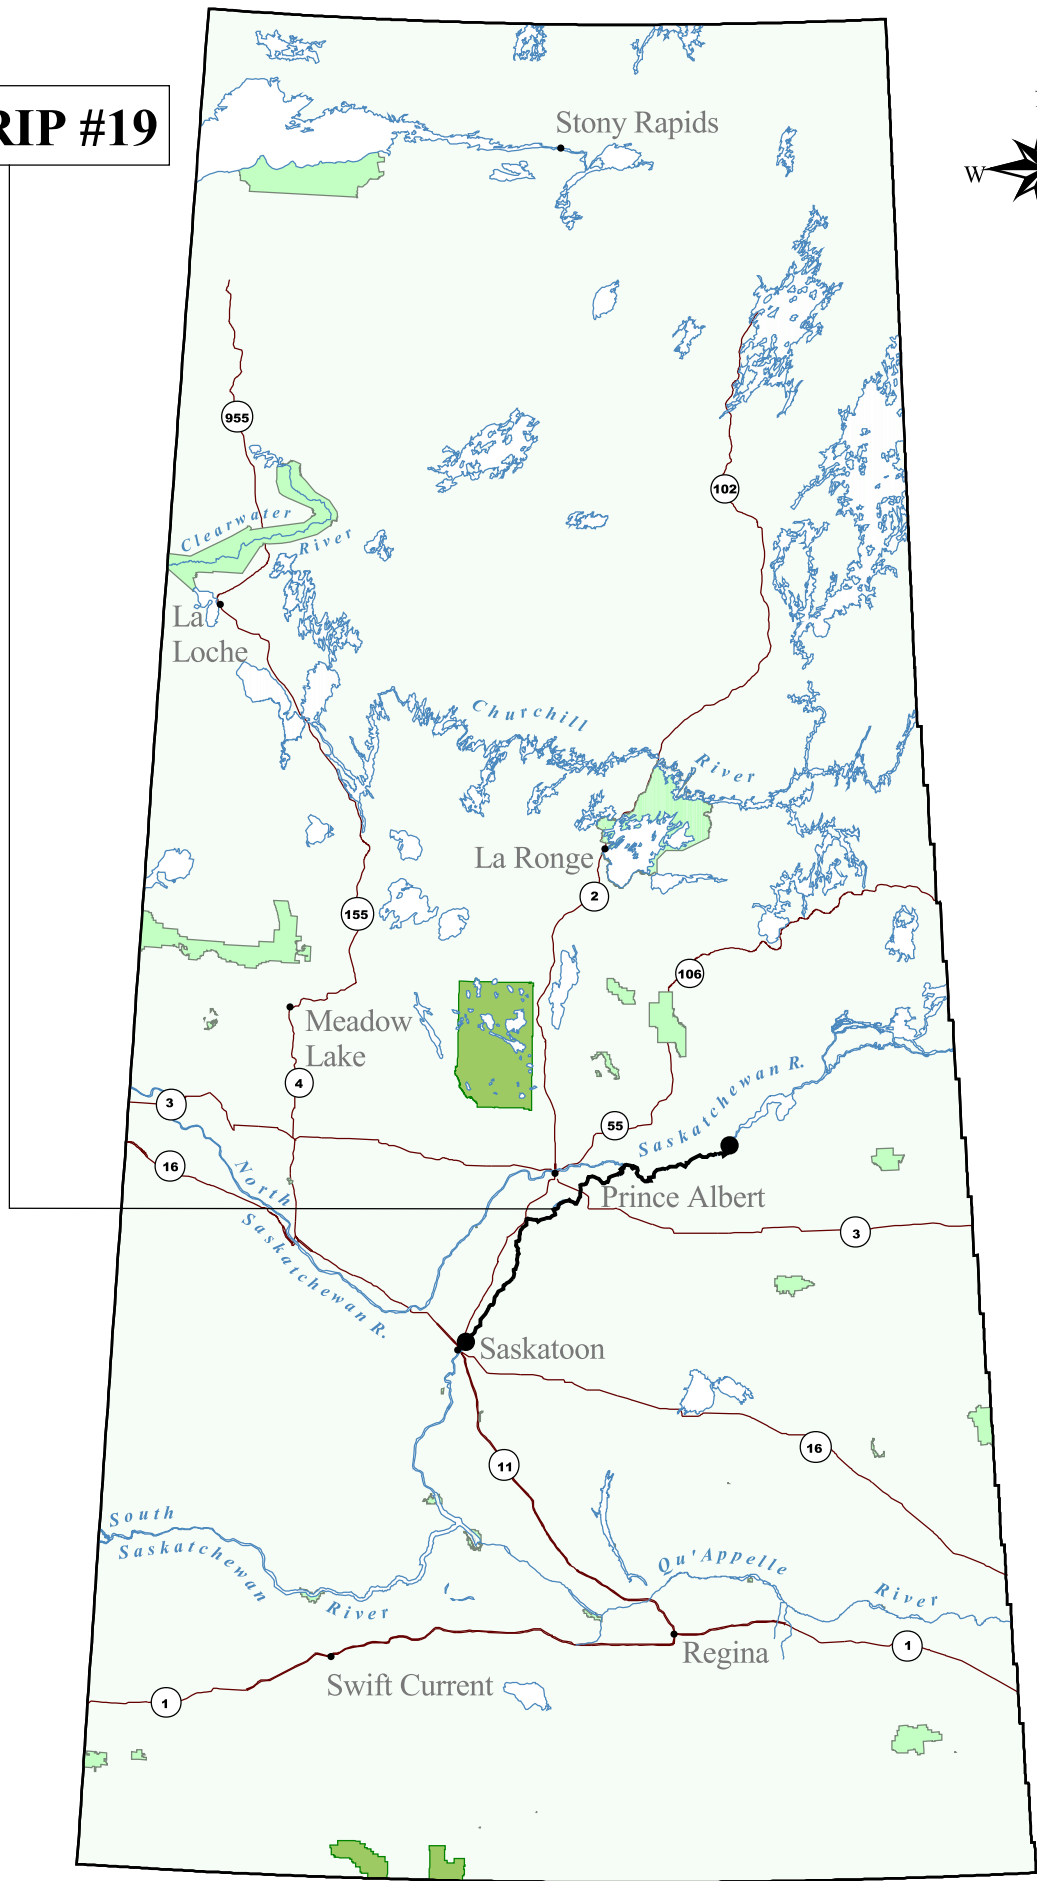 RIP #19
Stony Rapids
W
955
102
Clearwater
River
La
Loche
Churchill
River
La Ronge
2
155
106
Meadow
Lake
4
3
55
Saskatchewan R.
16
North
Saskatchewan R.
Prince Albert
3
Saskatoon
16
11
South
Saskatchewan
River
Qu'Appelle
River
Regina
1
Swift Current
1